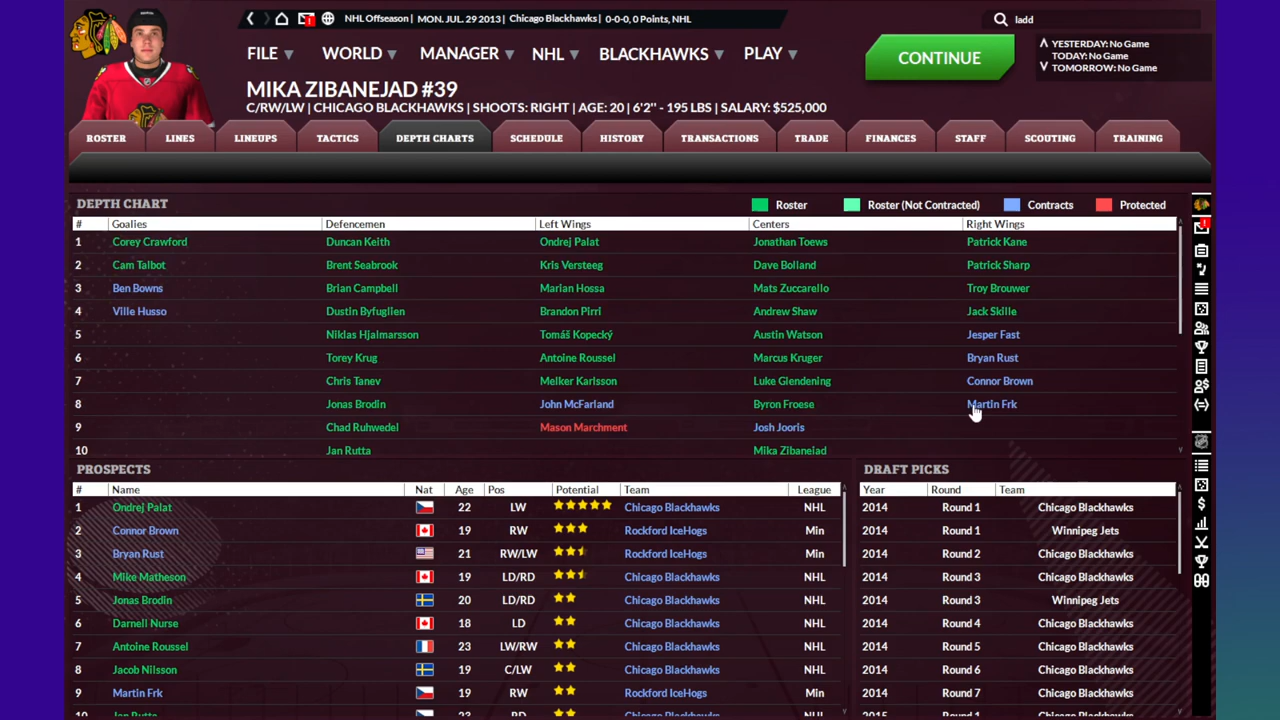 NHL Offseason | MON. JUL. 29 2013 | Chicago Blackhawks | 0-0-0, 0 Points, NHL
ladd
FILE WORLD MANAGER NHL BLACKHAWKS PLAY
CONTINUE
YESTERDAY: No Game
TODAY: No Game
TOMORROW: No Game
MIKA ZIBANEJAD #39
C/RW/LW | CHICAGO BLACKHAWKS | SHOOTS: RIGHT | AGE: 20 | 6'2'' - 195 LBS | SALARY: $525,000
ROSTER LINES LINEUPS TACTICS DEPTH CHARTS SCHEDULE HISTORY TRANSACTIONS TRADE FINANCES STAFF SCOUTING TRAINING
DEPTH CHART Roster Roster (Not Contracted) Contracts Protected
# Goalies Defencemen Left Wings Centers Right Wings
1 Corey Crawford Duncan Keith Ondrej Palat Jonathan Toews Patrick Kane
2 Cam Talbot Brent Seabrook Kris Versteeg Dave Bolland Patrick Sharp
3 Ben Bowns Brian Campbell Marian Hossa Mats Zuccarello Troy Brouwer
4 Ville Husso Dustin Byfuglien Brandon Pirri Andrew Shaw Jack Skille
5 Niklas Hjalmarsson Tomáš Kopecký Austin Watson Jesper Fast
6 Torey Krug Antoine Roussel Marcus Kruger Bryan Rust
7 Chris Tanev Melker Karlsson Luke Glendening Connor Brown
8 Jonas Brodin John McFarland Byron Froese Martin Frk
9 Chad Ruhwedel Mason Marchment Josh Jooris
10 Jan Rutta Mika Zibanejad
PROSPECTS
# Name Nat Age Pos Potential Team League
1 Ondrej Palat 22 LW Chicago Blackhawks NHL
2 Connor Brown 19 RW Rockford IceHogs Min
3 Bryan Rust 21 RW/LW Rockford IceHogs Min
4 Mike Matheson 19 LD/RD Chicago Blackhawks NHL
5 Jonas Brodin 20 LD/RD Chicago Blackhawks NHL
6 Darnell Nurse 18 LD Chicago Blackhawks NHL
7 Antoine Roussel 23 LW/RW Chicago Blackhawks NHL
8 Jacob Nilsson 19 C/LW Chicago Blackhawks NHL
9 Martin Frk 19 RW Rockford IceHogs Min
10 Jan Rutta 23 RD Chicago Blackhawks NHL
DRAFT PICKS
Year Round Team
2014 Round 1 Chicago Blackhawks
2014 Round 1 Winnipeg Jets
2014 Round 2 Chicago Blackhawks
2014 Round 3 Chicago Blackhawks
2014 Round 3 Winnipeg Jets
2014 Round 4 Chicago Blackhawks
2014 Round 5 Chicago Blackhawks
2014 Round 6 Chicago Blackhawks
2014 Round 7 Chicago Blackhawks
2015 Round 1 Chicago Blackhawks